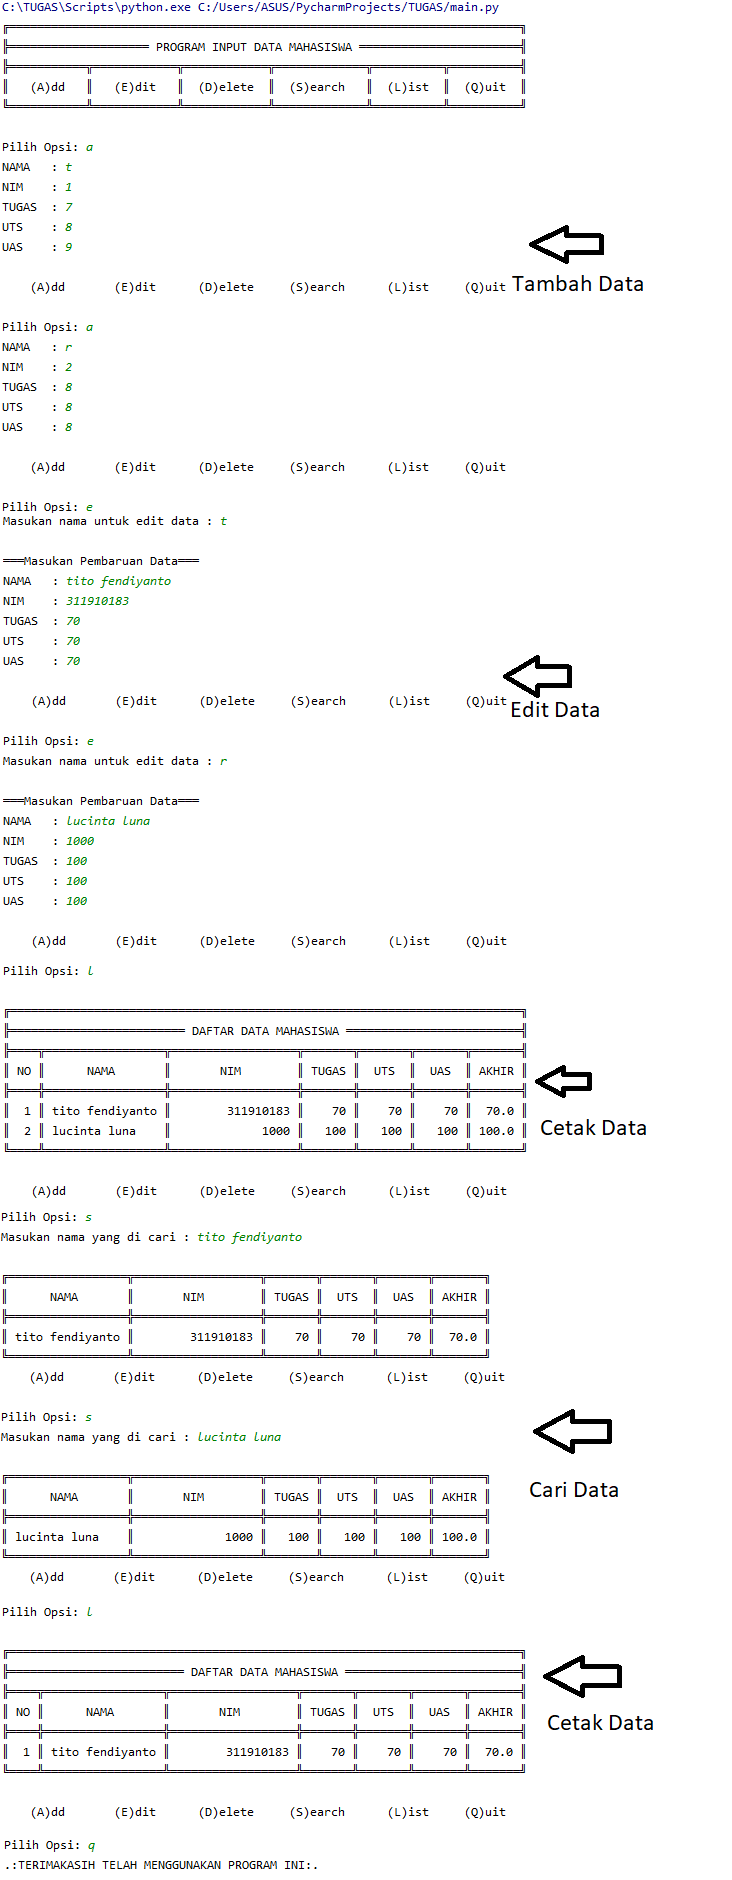 C:\TUGAS\Scripts\python.exe C:/Users/ASUS/PycharmProjects/TUGAS/main.py
PROGRAM INPUT DATA MAHASISWA
(A)dd (E)dit (D)elete (S)earch (L)ist (Q)uit
Pilih Opsi: a
NAMA : t
NIM : 1
TUGAS : 7
UTS : 8
UAS : 9
(A)dd (E)dit (D)elete (S)earch (L)ist (Q)uit
Tambah Data
Pilih Opsi: a
NAMA : r
NIM : 2
TUGAS : 8
UTS : 8
UAS : 8
(A)dd (E)dit (D)elete (S)earch (L)ist (Q)uit
Pilih Opsi: e
Masukan nama untuk edit data : t
═══Masukan Pembaruan Data═══
NAMA : tito fendiyanto
NIM : 311910183
TUGAS : 70
UTS : 70
UAS : 70
(A)dd (E)dit (D)elete (S)earch (L)ist (Q)uit
Edit Data
Pilih Opsi: e
Masukan nama untuk edit data : r
═══Masukan Pembaruan Data═══
NAMA : lucinta luna
NIM : 1000
TUGAS : 100
UTS : 100
UAS : 100
(A)dd (E)dit (D)elete (S)earch (L)ist (Q)uit
Pilih Opsi: l
DAFTAR DATA MAHASISWA
NO NAMA NIM TUGAS UTS UAS AKHIR
1 tito fendiyanto 311910183 70 70 70 70.0
2 lucinta luna 1000 100 100 100 100.0
Cetak Data
(A)dd (E)dit (D)elete (S)earch (L)ist (Q)uit
Pilih Opsi: s
Masukan nama yang di cari : tito fendiyanto
NAMA NIM TUGAS UTS UAS AKHIR
tito fendiyanto 311910183 70 70 70 70.0
(A)dd (E)dit (D)elete (S)earch (L)ist (Q)uit
Pilih Opsi: s
Masukan nama yang di cari : lucinta luna
Cari Data
NAMA NIM TUGAS UTS UAS AKHIR
lucinta luna 1000 100 100 100 100.0
(A)dd (E)dit (D)elete (S)earch (L)ist (Q)uit
Pilih Opsi: l
DAFTAR DATA MAHASISWA
NO NAMA NIM TUGAS UTS UAS AKHIR
Cetak Data
1 tito fendiyanto 311910183 70 70 70 70.0
(A)dd (E)dit (D)elete (S)earch (L)ist (Q)uit
Pilih Opsi: q
.:TERIMAKASIH TELAH MENGGUNAKAN PROGRAM INI:.